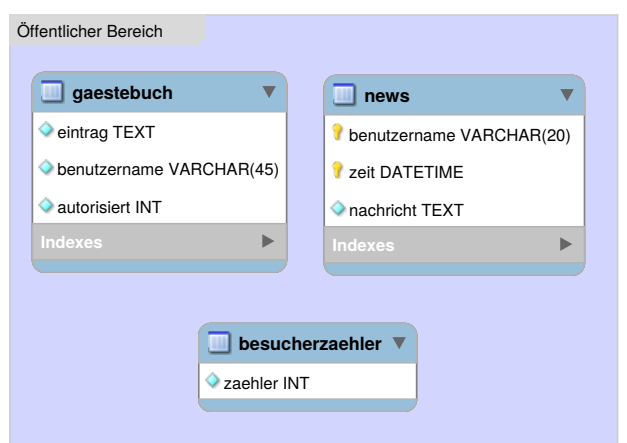 Öffentlicher Bereich
gaestebuch
eintrag TEXT
benutzername VARCHAR(45)
autorisiert INT
Indexes
news
benutzername VARCHAR(20)
zeit DATETIME
nachricht TEXT
Indexes
besucherzaehler
zaehler INT